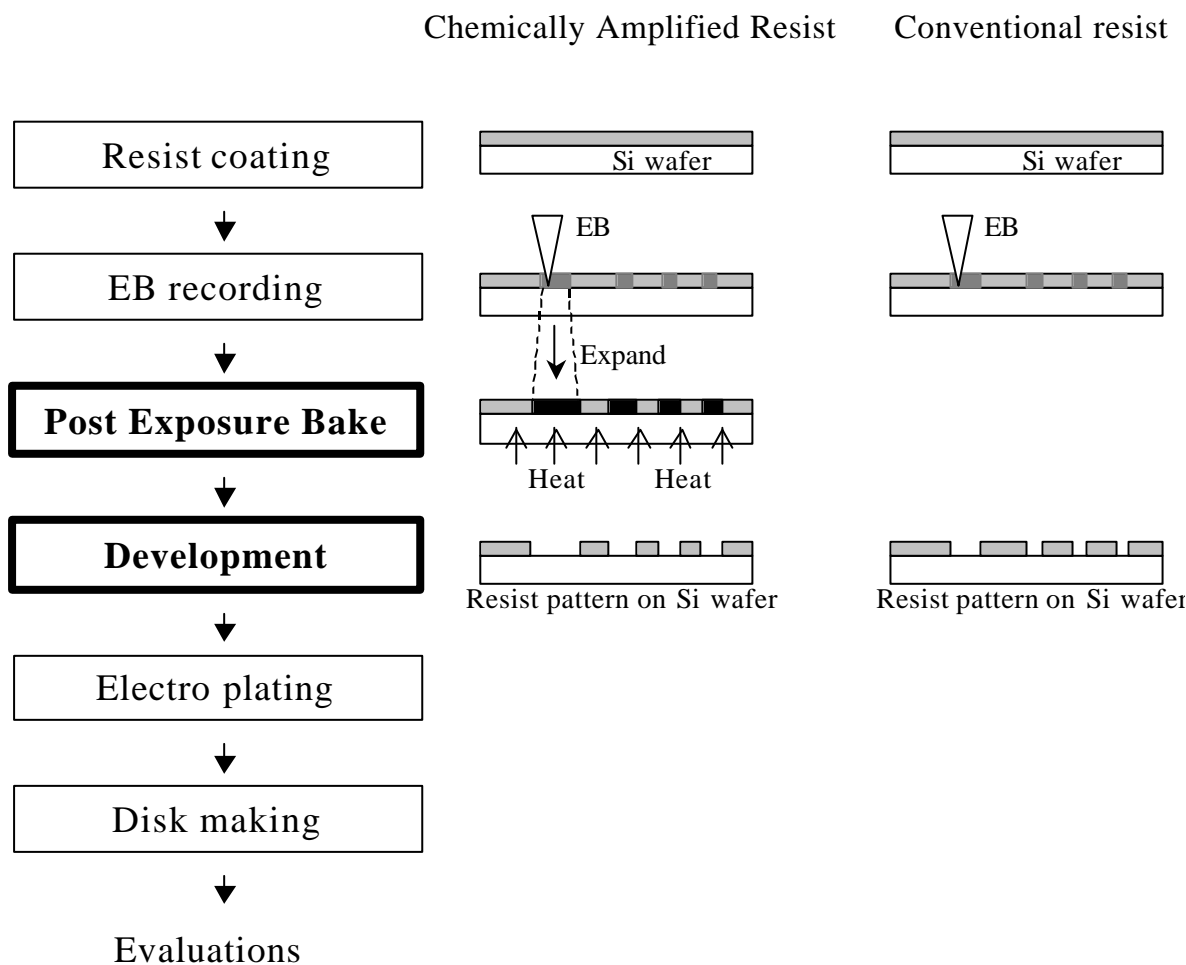 Chemically Amplified Resist Conventional resist
Resist coating
Si wafer
Si wafer
EB recording
EB
EB
Expand
Post Exposure Bake
Heat Heat
Development
Resist pattern on Si wafer
Resist pattern on Si wafer
Electro plating
Disk making
Evaluations